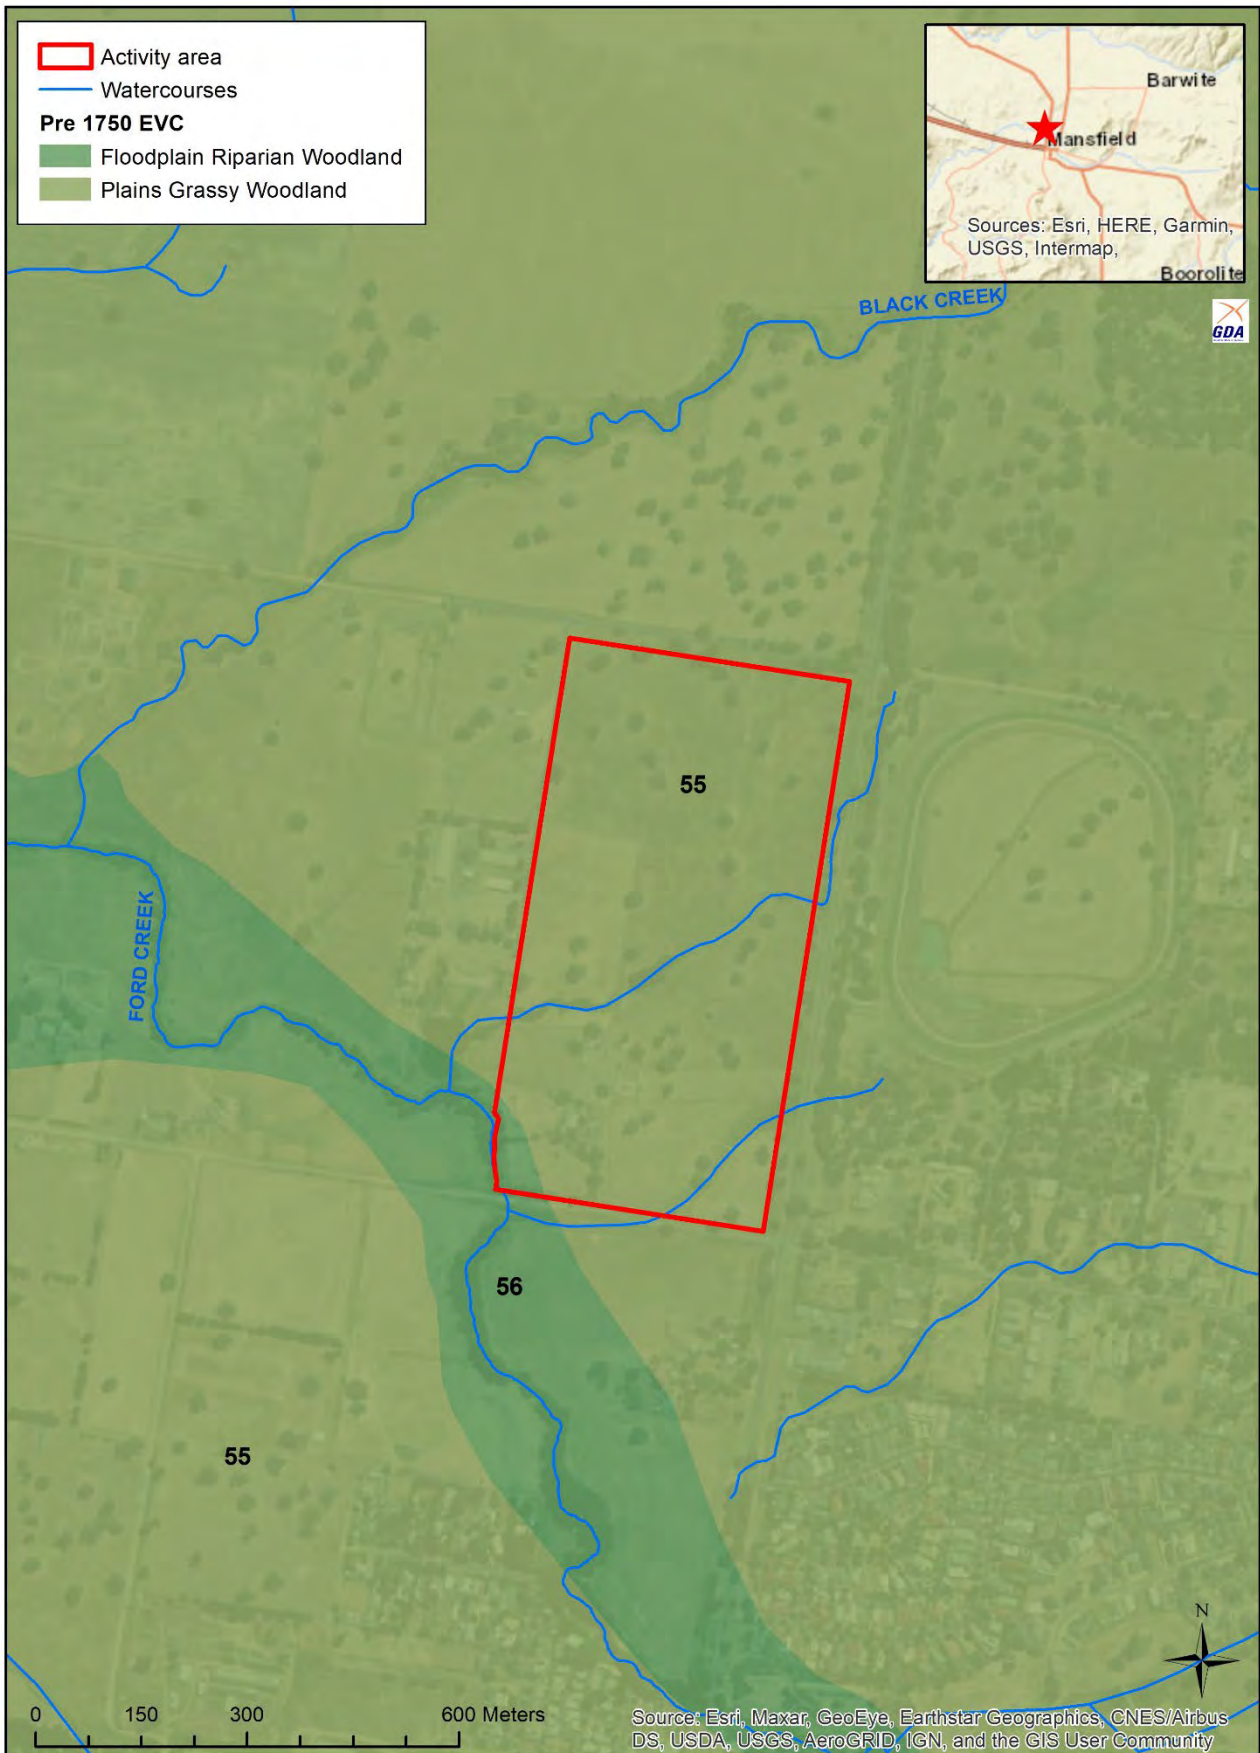 Activity area
Watercourses
Pre 1750 EVC
Floodplain Riparian Woodland
Plains Grassy Woodland
Barwite
Mansfield
Sources: Esri, HERE, Garmin,
USGS, Intermap,
Boorolite
GDA
BLACK CREEK
55
FORD CREEK
56
55
N
0 150 300 600 Meters
Source: Esri, Maxar, GeoEye, Earthstar Geographics, CNES/Airbus
DS, USDA, USGS, AeroGRID, IGN, and the GIS User Community